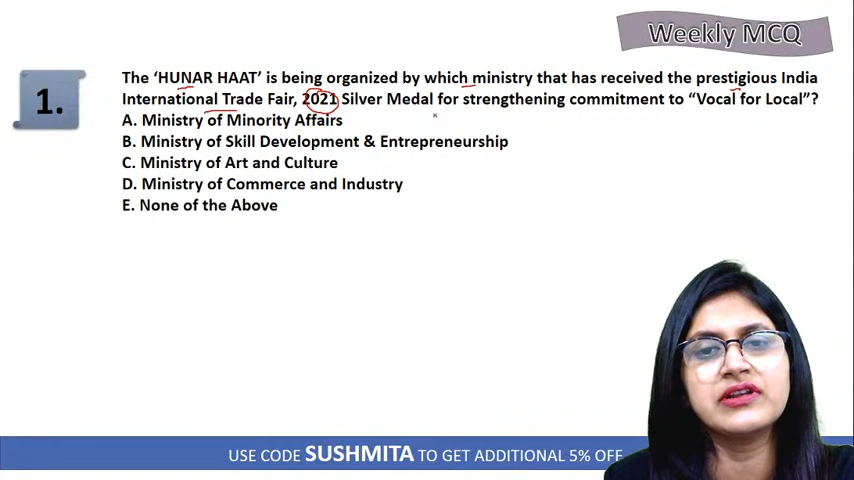 Weekly MCQ
1.
The ‘HUNAR HAAT’ is being organized by which ministry that has received the prestigious India
International Trade Fair, 2021 Silver Medal for strengthening commitment to “Vocal for Local”?
A. Ministry of Minority Affairs
B. Ministry of Skill Development & Entrepreneurship
C. Ministry of Art and Culture
D. Ministry of Commerce and Industry
E. None of the Above
USE CODE SUSHMITA TO GET ADDITIONAL 5% OFF